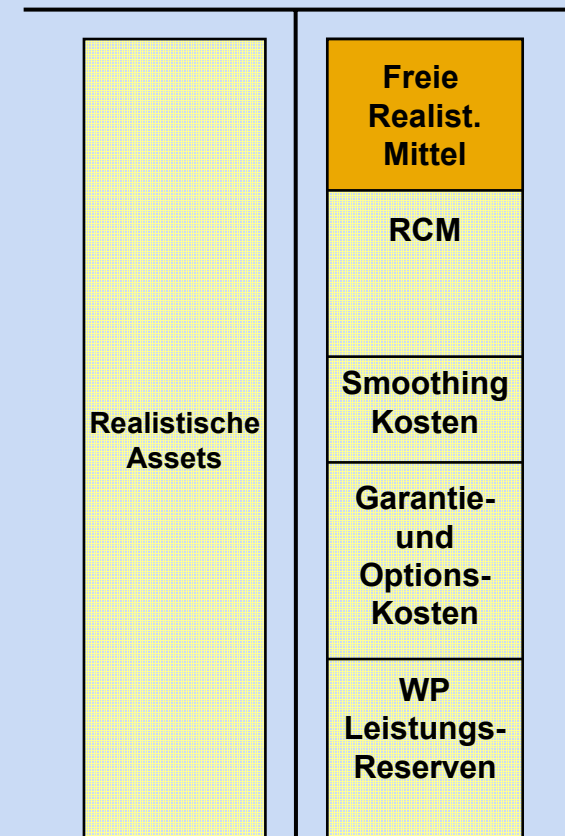 Realistische
Assets
Freie
Realist.
Mittel
RCM
Smoothing
Kosten
Garantie-
und
Options-
Kosten
WP
Leistungs-
Reserven